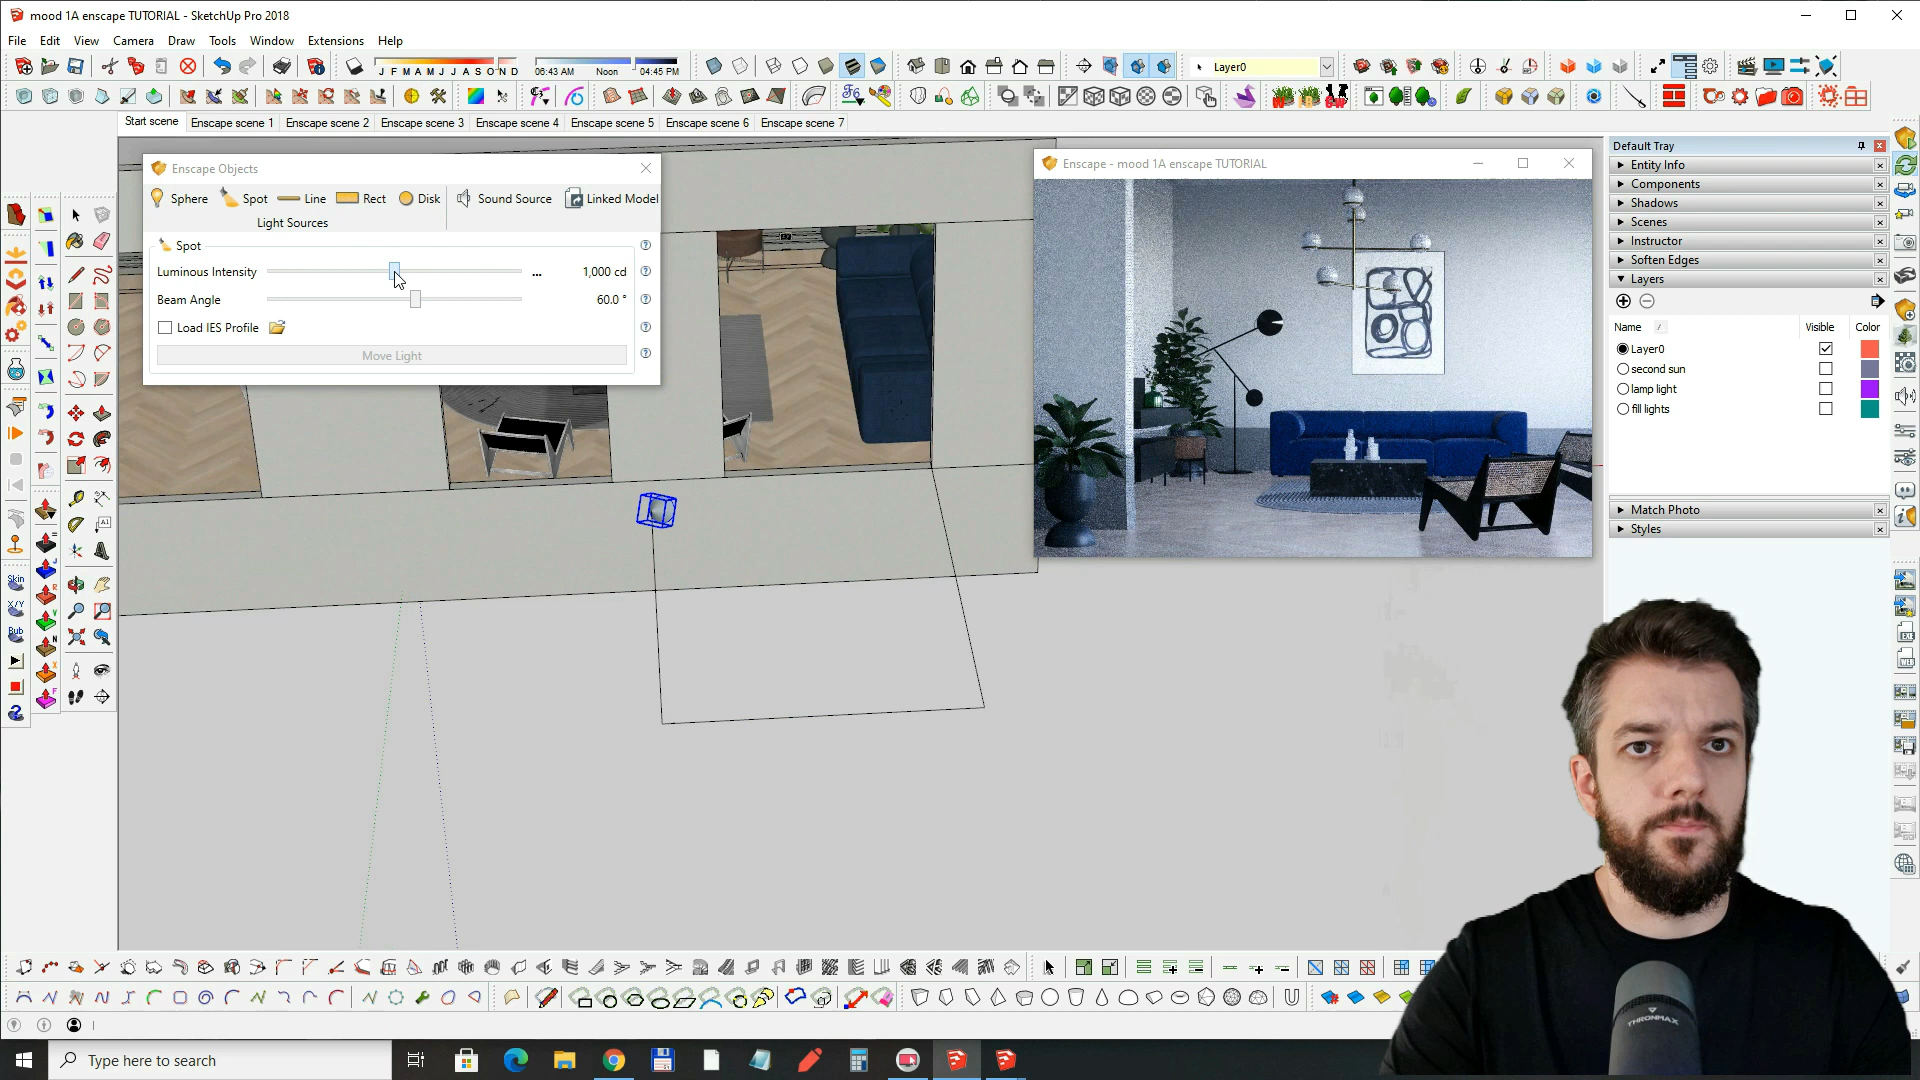 mood 1A enscape TUTORIAL - SketchUp Pro 2018
File Edit View Camera Draw Tools Window Extensions Help
J F M A M J J A S O N D
06:43 AM Noon 04:45 PM
Layer0
Start scene Enscape scene 1 Enscape scene 2 Enscape scene 3 Enscape scene 4 Enscape scene 5 Enscape scene 6 Enscape scene 7
Enscape Objects
Sphere Spot Line Rect Disk Sound Source Linked Model
Light Sources
Spot
Luminous Intensity ... 1,000 cd
Beam Angle 60.0 °
Load IES Profile
Move Light
Enscape - mood 1A enscape TUTORIAL
Default Tray
Entity Info
Components
Shadows
Scenes
Instructor
Soften Edges
Layers
Name Visible Color
Layer0
second sun
lamp light
fill lights
Match Photo
Styles
Skin
X/Y
Bub
THRONMAX
Type here to search